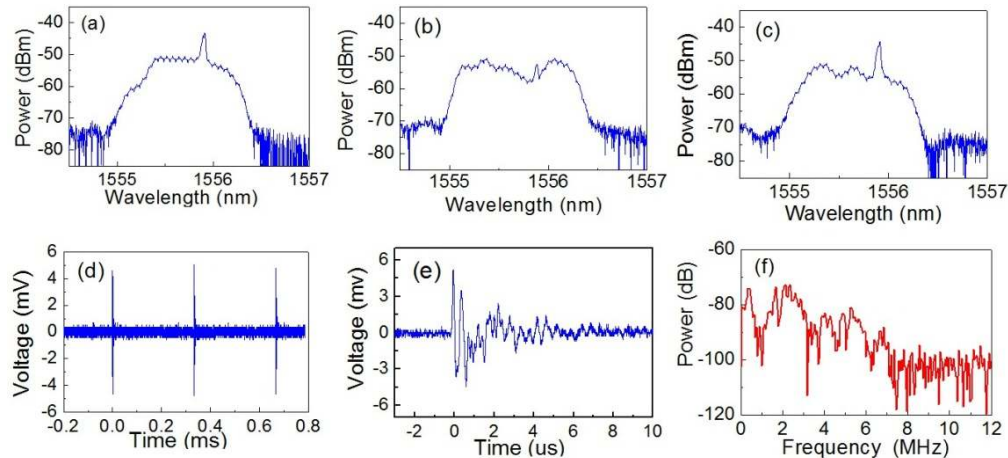 (a)
Power (dBm)
-40
-50
-60
-70
-80
1555
1556
1557
Wavelength (nm)
(b)
Power (dBm)
-40
-50
-60
-70
-80
1555
1556
1557
Wavelength (nm)
(c)
Power (dBm)
-40
-50
-60
-70
-80
1555
1556
1557
Wavelength (nm)
(d)
Voltage (mV)
6
4
2
0
-2
-4
-6
-0.2 0.0 0.2 0.4 0.6 0.8
Time (ms)
(e)
Voltage (mv)
6
3
0
-3
-6
-2 0 2 4 6 8 10
Time (us)
(f)
Power (dB)
-60
-80
-100
-120
0 2 4 6 8 10 12
Frequency (MHz)